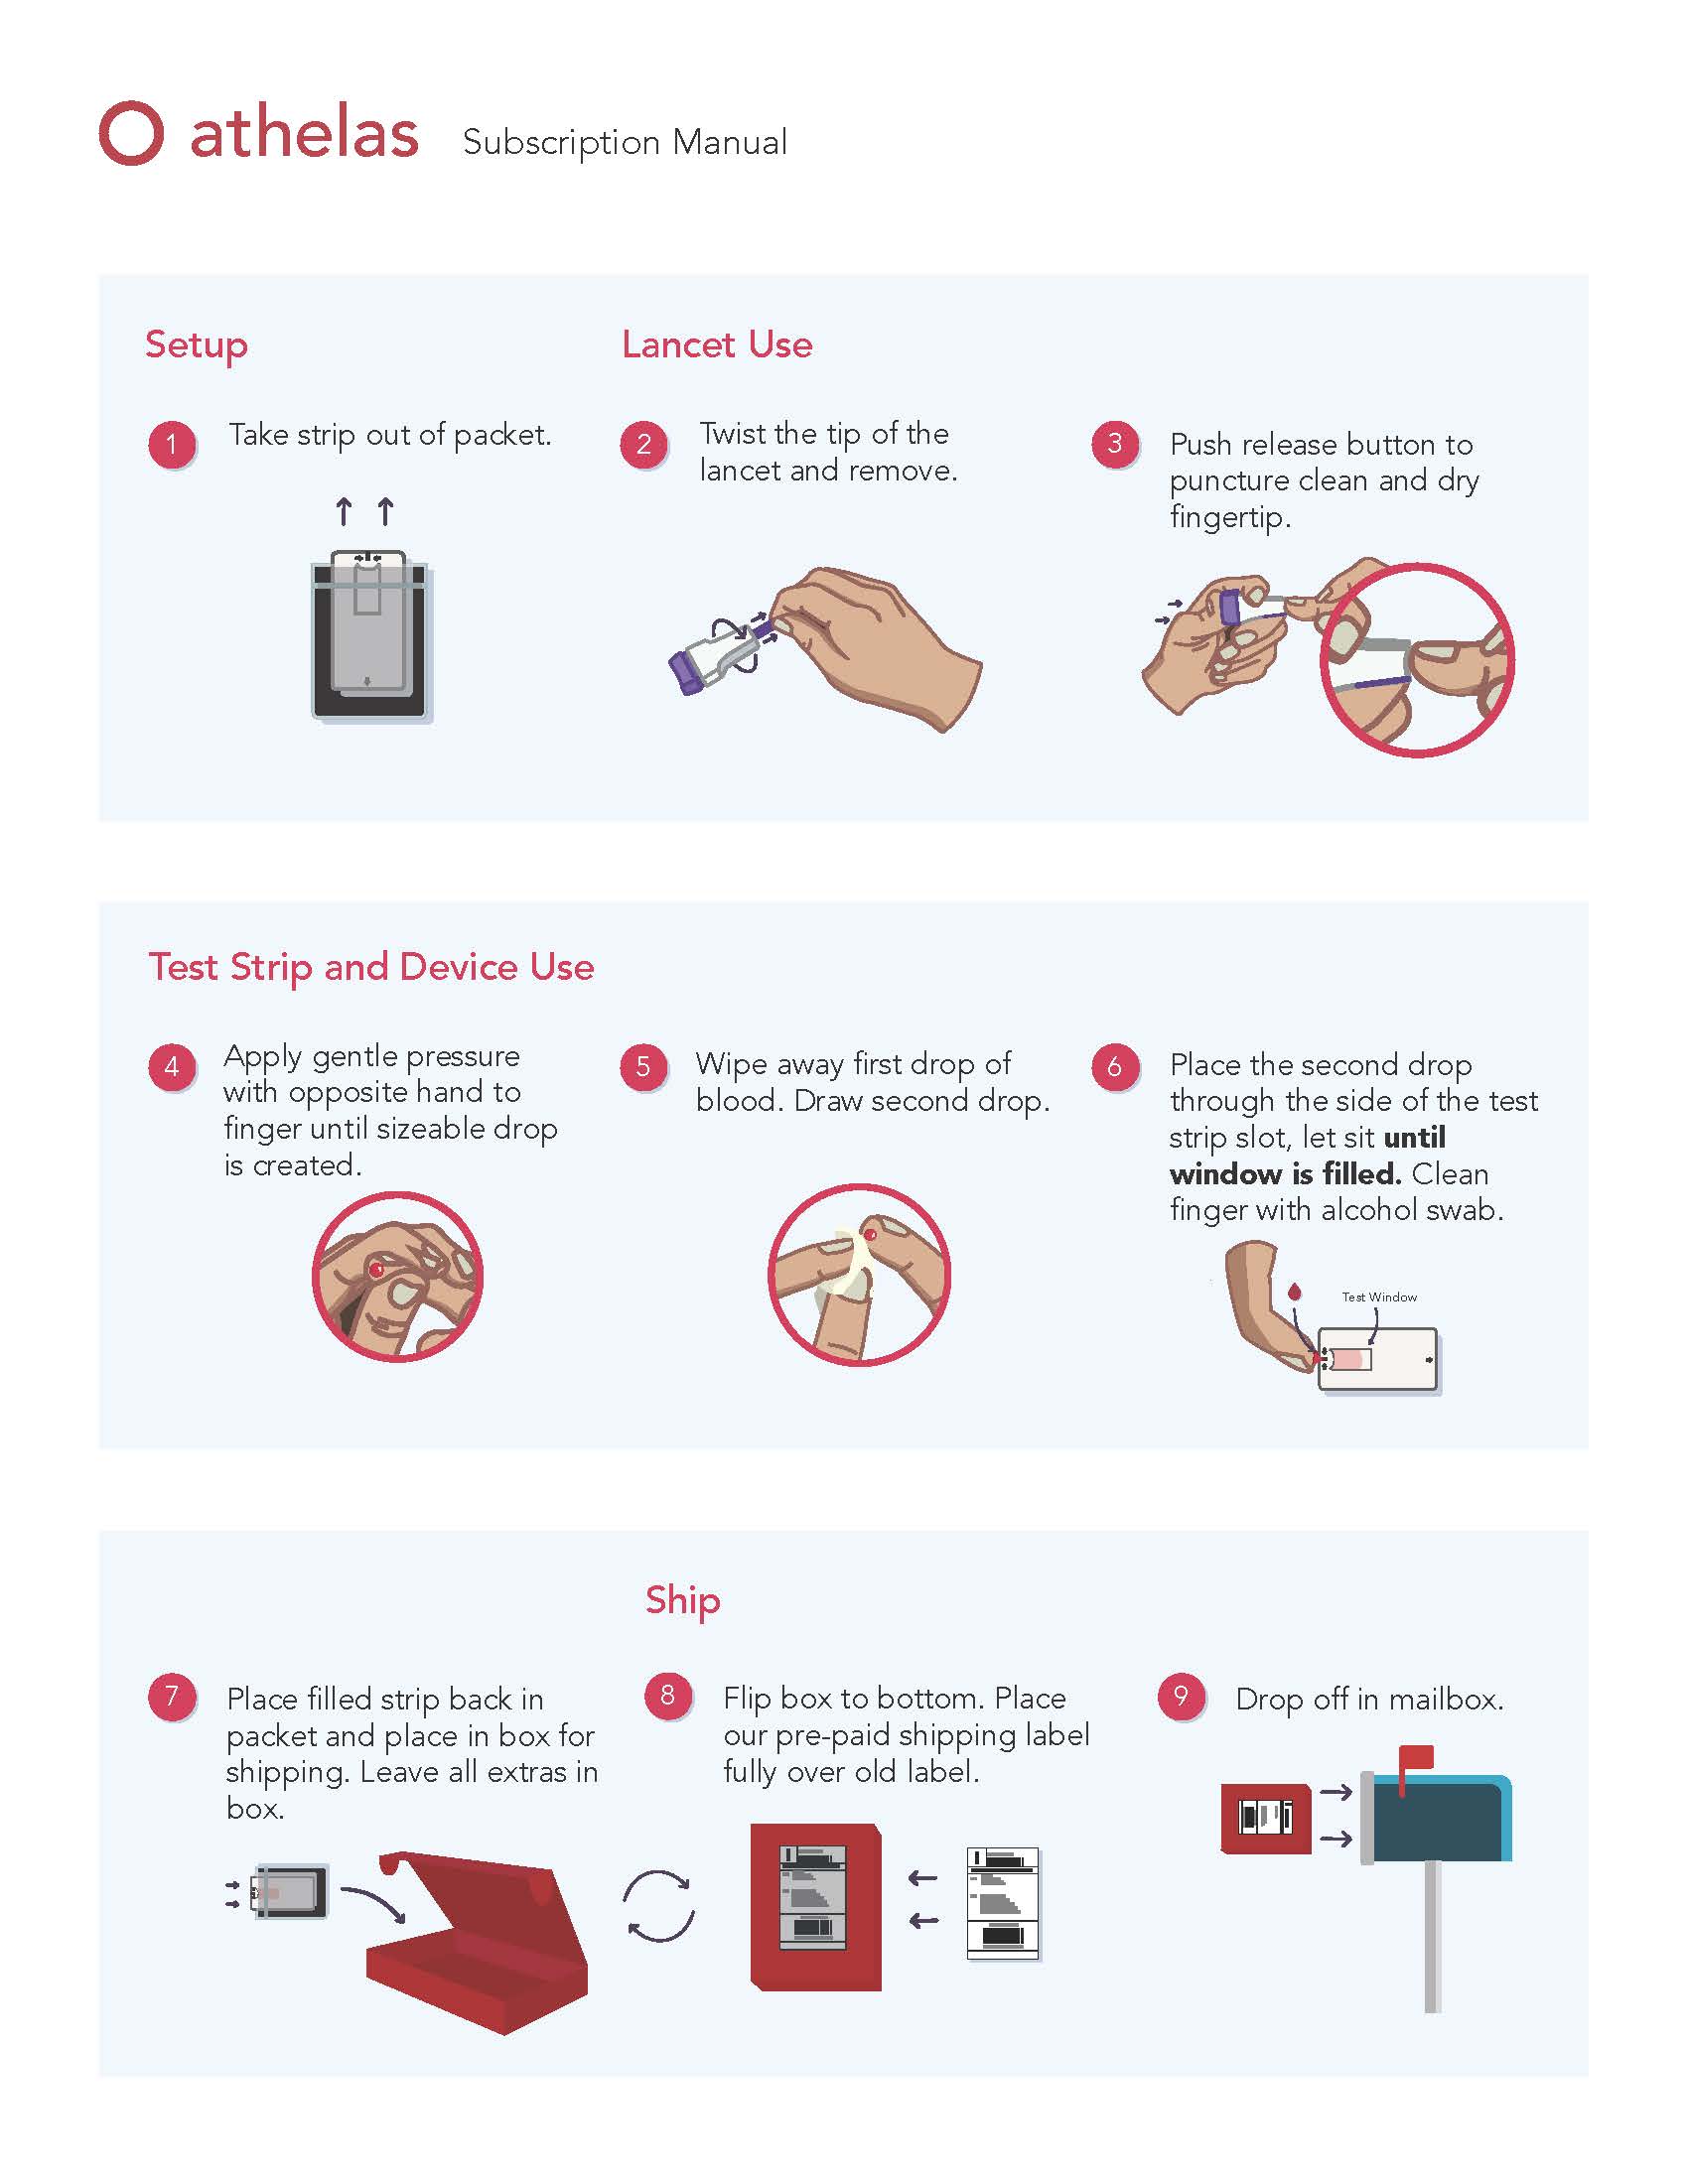 athelas Subscription Manual
Setup
1 Take strip out of packet.
Lancet Use
2 Twist the tip of the
lancet and remove.
3 Push release button to
puncture clean and dry
fingertip.
Test Strip and Device Use
4 Apply gentle pressure
with opposite hand to
finger until sizeable drop
is created.
5 Wipe away first drop of
blood. Draw second drop.
6 Place the second drop
through the side of the test
strip slot, let sit until
window is filled. Clean
finger with alcohol swab.
Test Window
7 Place filled strip back in
packet and place in box for
shipping. Leave all extras in
box.
Ship
8 Flip box to bottom. Place
our pre-paid shipping label
fully over old label.
9 Drop off in mailbox.